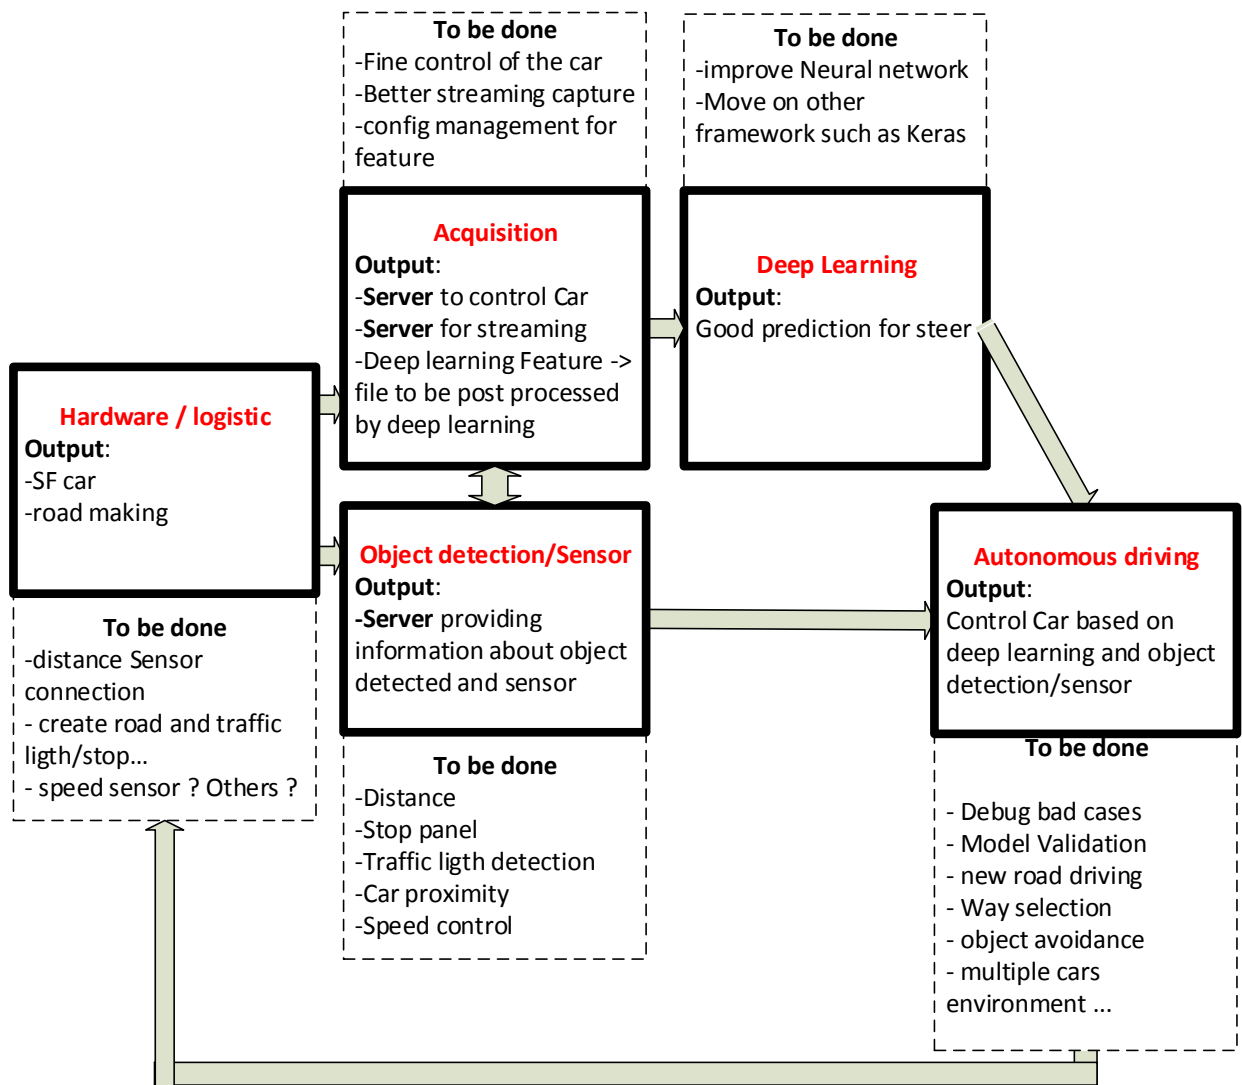 To be done
-Fine control of the car
-Better streaming capture
-config management for
feature
To be done
-improve Neural network
-Move on other
framework such as Keras
Acquisition
Output:
-Server to control Car
-Server for streaming
-Deep learning Feature ->
file to be post processed
by deep learning
Deep Learning
Output:
Good prediction for steer
Hardware / logistic
Output:
-SF car
-road making
To be done
-distance Sensor
connection
- create road and traffic
ligth/stop...
- speed sensor ? Others ?
Object detection/Sensor
Output:
-Server providing
information about object
detected and sensor
To be done
-Distance
-Stop panel
-Traffic ligth detection
-Car proximity
-Speed control
Autonomous driving
Output:
Control Car based on
deep learning and object
detection/sensor
To be done
- Debug bad cases
- Model Validation
- new road driving
- Way selection
- object avoidance
- multiple cars
environment ...